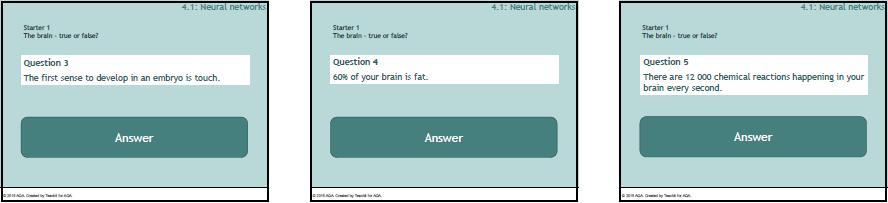 4.1: Neural networks
Starter 1
The brain - true or false?
Question 3
The first sense to develop in an embryo is touch.
Answer
© 2015 AQA. Created by Teachit for AQA.
4.1: Neural networks
Starter 1
The brain - true or false?
Question 4
60% of your brain is fat.
Answer
© 2015 AQA. Created by Teachit for AQA.
4.1: Neural networks
Starter 1
The brain - true or false?
Question 5
There are 12 000 chemical reactions happening in your
brain every second.
Answer
© 2015 AQA. Created by Teachit for AQA.